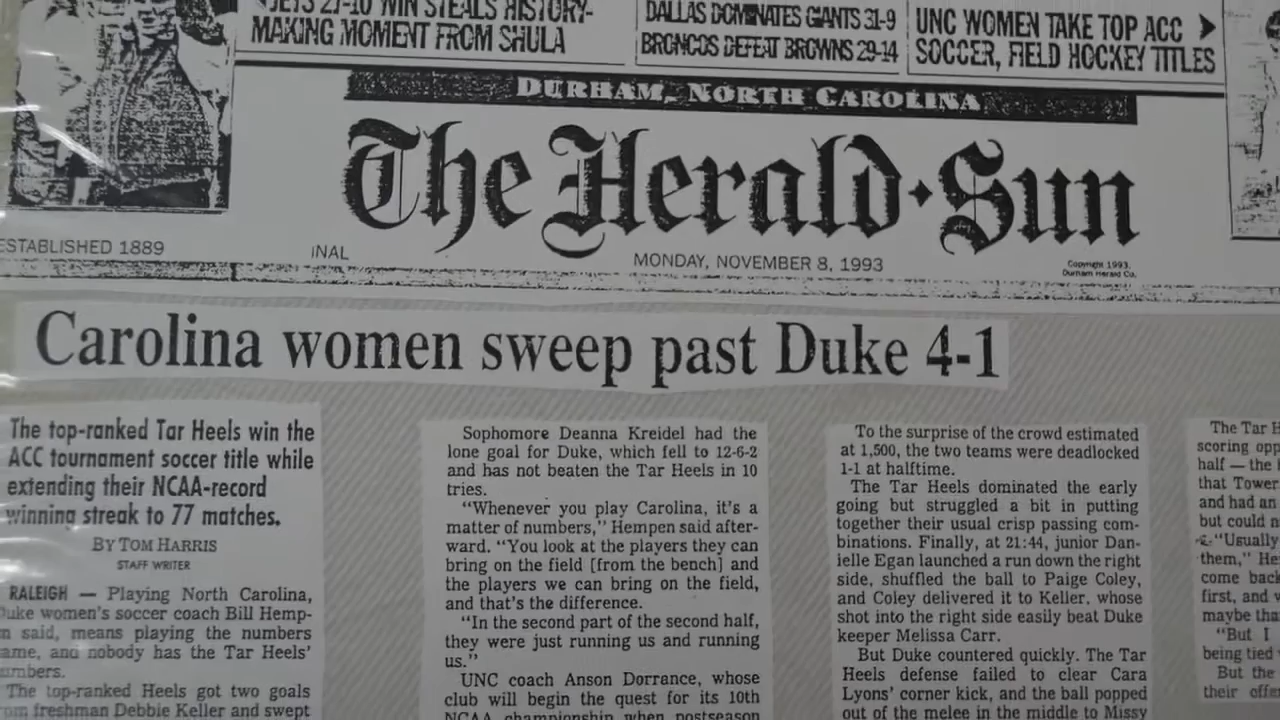 JETS 27-10 WIN STEALS HISTORY-
MAKING MOMENT FROM SHULA
DALLAS DOMINATES GIANTS 31-9
BRONCOS DEFEAT BROWNS 29-14
UNC WOMEN TAKE TOP ACC
SOCCER, FIELD HOCKEY TITLES
DURHAM, NORTH CAROLINA
The Herald·Sun
ESTABLISHED 1889
INAL
MONDAY, NOVEMBER 8, 1993
Copyright 1993,
Durham Herald Co.
Carolina women sweep past Duke 4-1
The top-ranked Tar Heels win the
ACC tournament soccer title while
extending their NCAA-record
winning streak to 77 matches.
BY TOM HARRIS
STAFF WRITER
RALEIGH — Playing North Carolina,
Duke women's soccer coach Bill Hemp-
n said, means playing the numbers
ame, and nobody has the Tar Heels'
umbers.
The top-ranked Heels got two goals
om freshman Debbie Keller and swept
Sophomore Deanna Kreidel had the
lone goal for Duke, which fell to 12-6-2
and has not beaten the Tar Heels in 10
tries.
"Whenever you play Carolina, it's a
matter of numbers," Hempen said after-
ward. "You look at the players they can
bring on the field [from the bench] and
the players we can bring on the field,
and that's the difference.
"In the second part of the second half,
they were just running us and running
us."
UNC coach Anson Dorrance, whose
club will begin the quest for its 10th
NCAA championship when postseason
To the surprise of the crowd estimated
at 1,500, the two teams were deadlocked
1-1 at halftime.
The Tar Heels dominated the early
going but struggled a bit in putting
together their usual crisp passing com-
binations. Finally, at 21:44, junior Dan-
ielle Egan launched a run down the right
side, shuffled the ball to Paige Coley,
and Coley delivered it to Keller, whose
shot into the right side easily beat Duke
keeper Melissa Carr.
But Duke countered quickly. The Tar
Heels defense failed to clear Cara
Lyons' corner kick, and the ball popped
out of the melee in the middle to Missy
The Tar H
scoring opp
half — the
that Tower
and had an
but could n
"Usually
them," He
come back
first, and w
maybe tha
"But I
being tied
But the
their offe